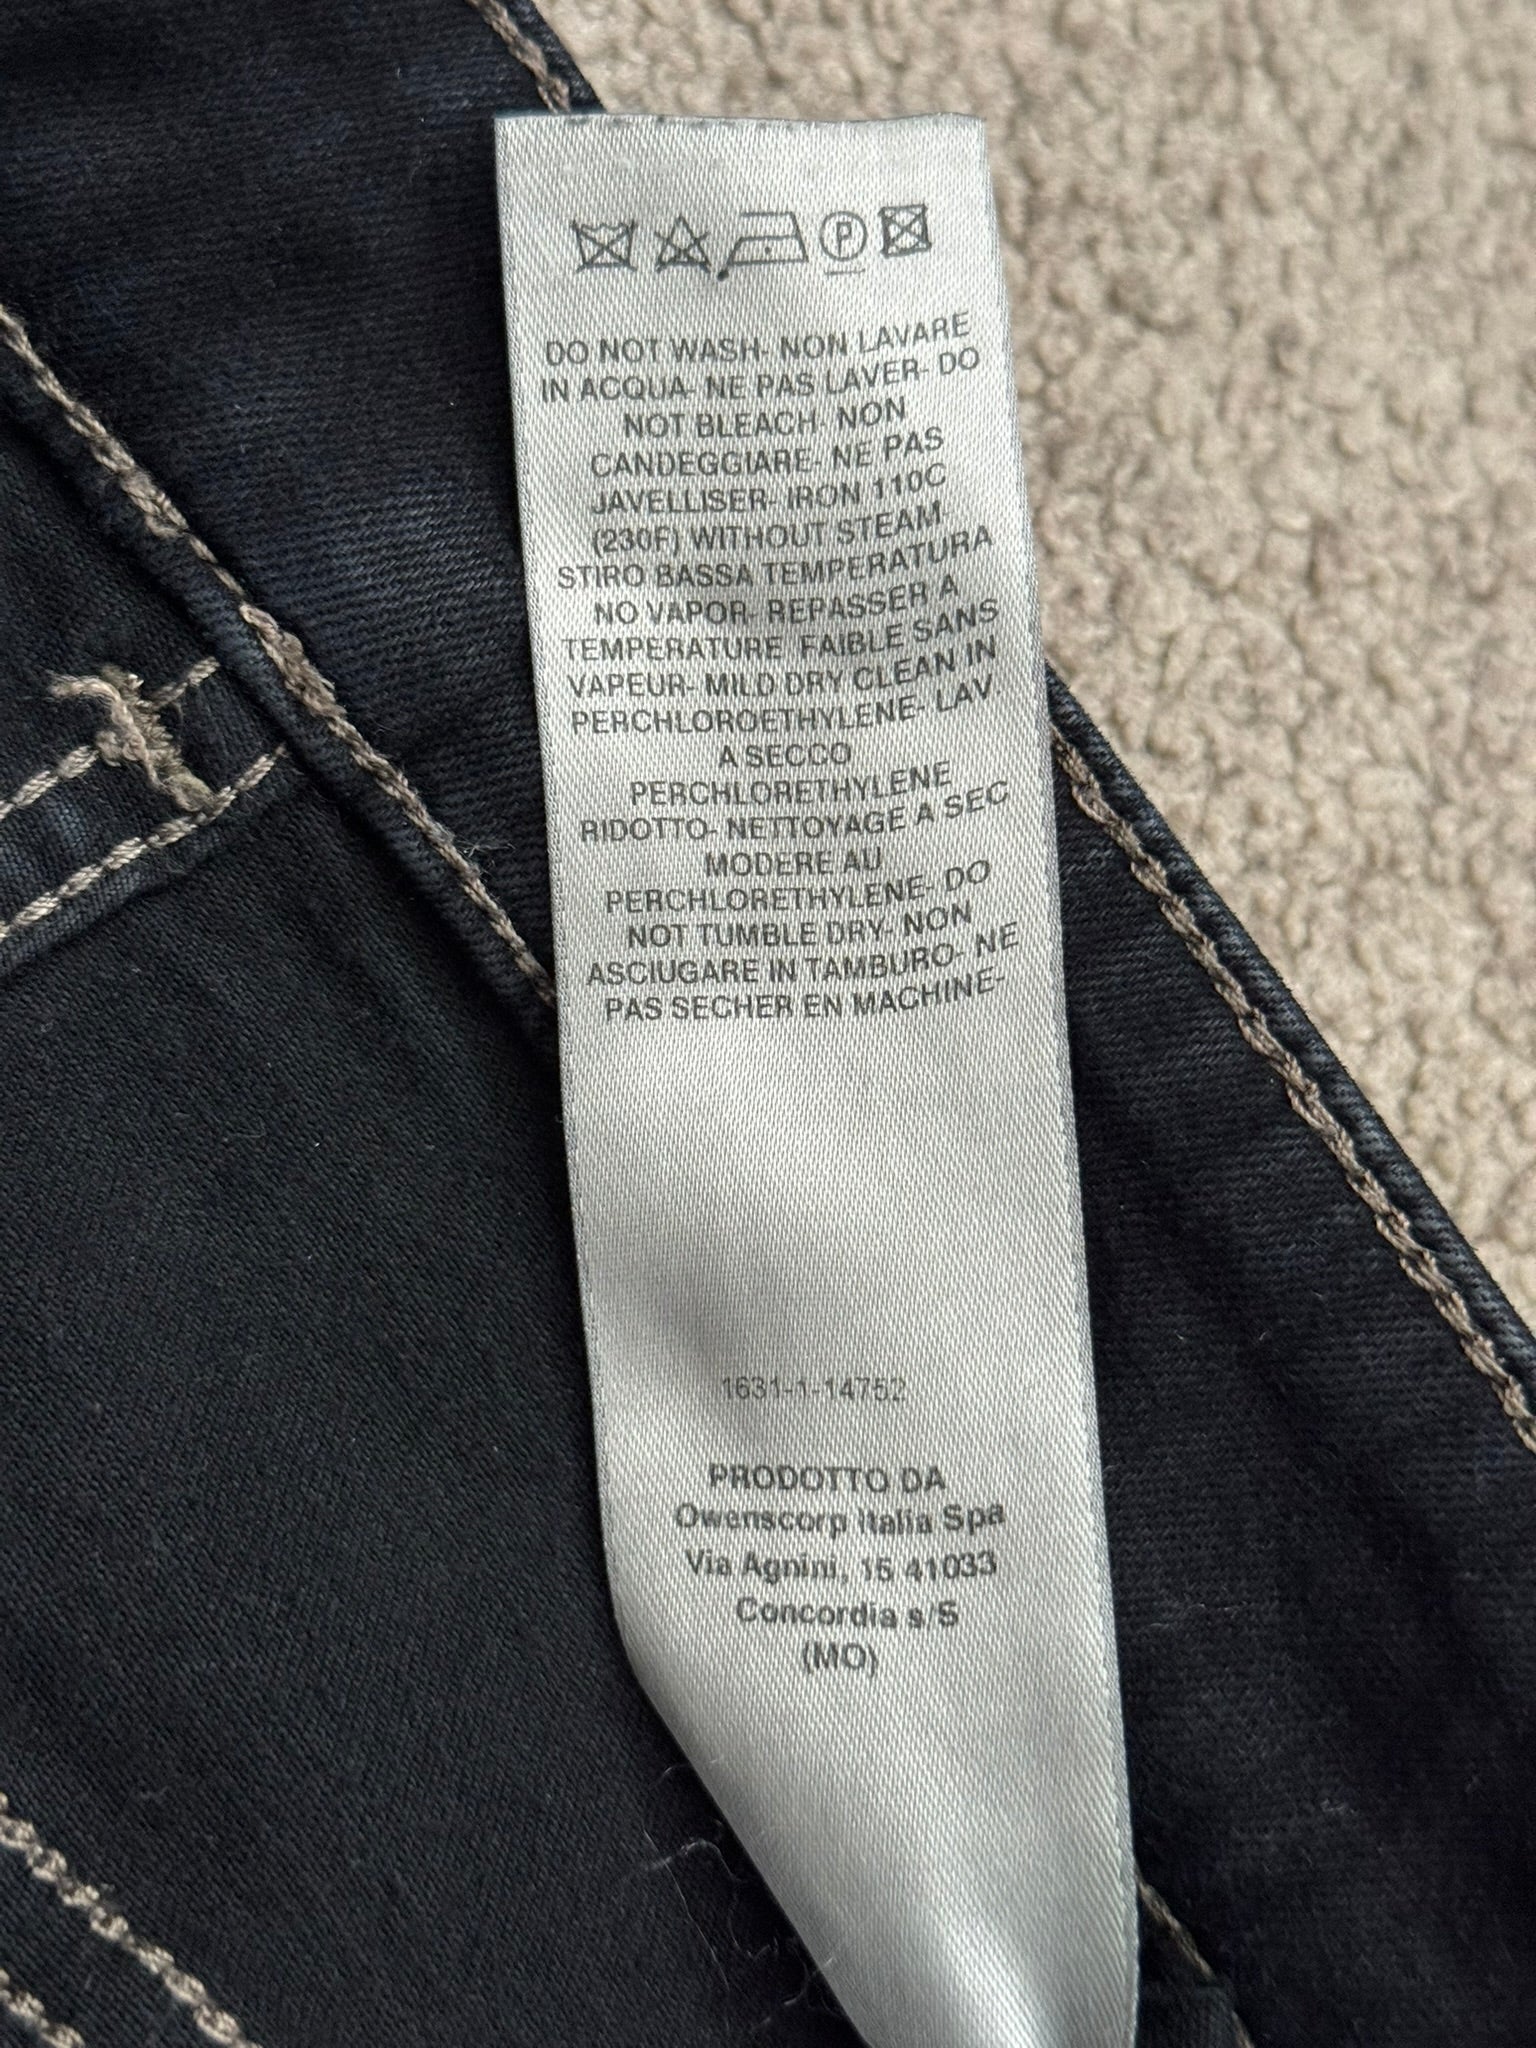 P
DO NOT WASH- NON LAVARE
IN ACQUA- NE PAS LAVER- DO
NOT BLEACH- NON
CANDEGGIARE- NE PAS
JAVELLISER- IRON 110C
(230F) WITHOUT STEAM
STIRO BASSA TEMPERATURA
NO VAPOR- REPASSER A
TEMPERATURE FAIBLE SANS
VAPEUR- MILD DRY CLEAN IN
PERCHLOROETHYLENE- LAV.
A SECCO
PERCHLORETHYLENE
RIDOTTO- NETTOYAGE A SEC
MODERE AU
PERCHLORETHYLENE- DO
NOT TUMBLE DRY- NON
ASCIUGARE IN TAMBURO- NE
PAS SECHER EN MACHINE-
1631-1-14752
PRODOTTO DA
Owenscorp Italia Spa
Via Agnini, 15 41033
Concordia s/S
(MO)